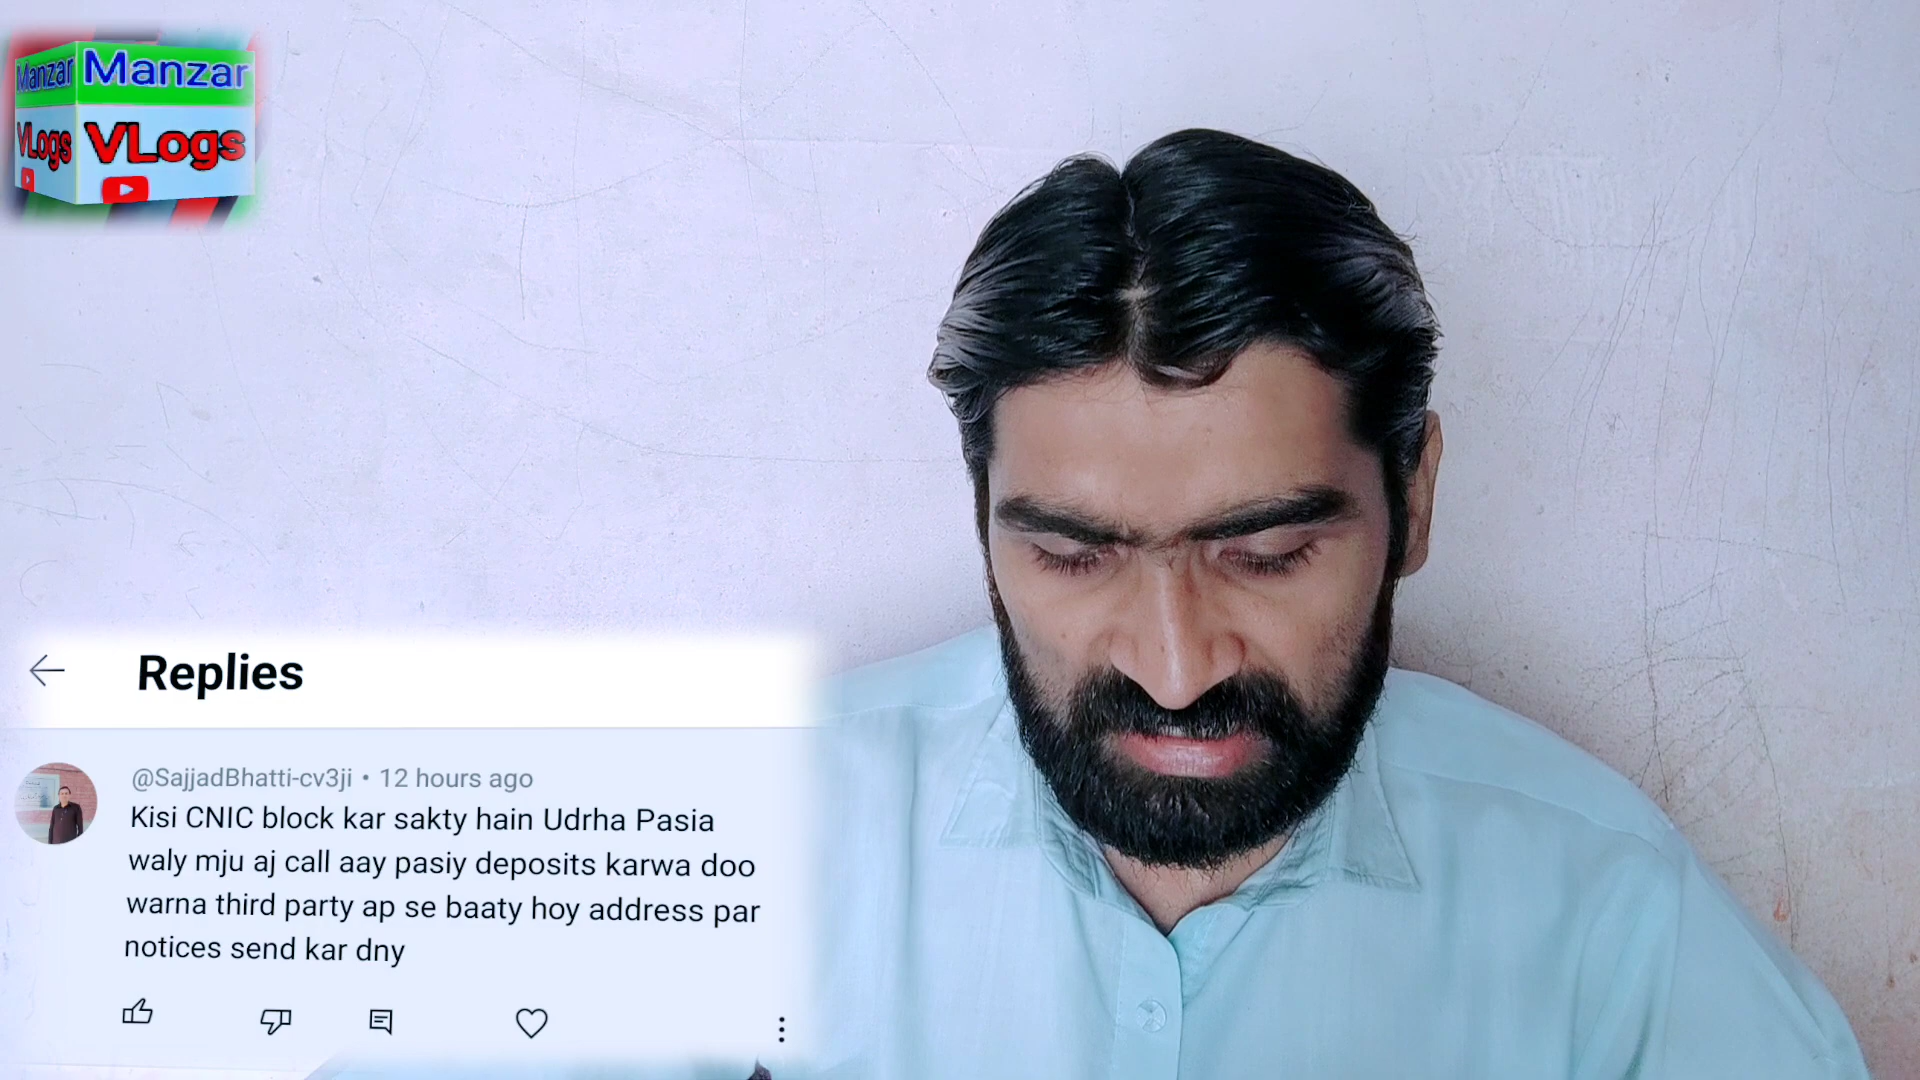 Manzar Manzar
VLogs VLogs
Replies
@SajjadBhatti-cv3ji • 12 hours ago
Kisi CNIC block kar sakty hain Udrha Pasia
waly mju aj call aay pasiy deposits karwa doo
warna third party ap se baaty hoy address par
notices send kar dny